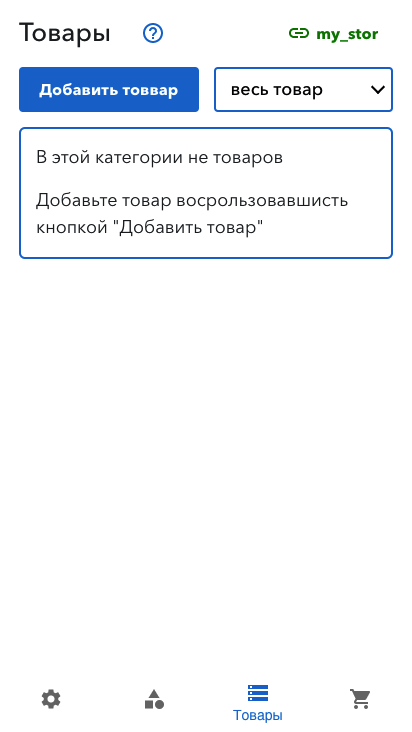 Товары
my_stor
Добавить товвар
весь товар
В этой категории не товаров
Добавьте товар восрользовавшисть
кнопкой "Добавить товар"
Товары